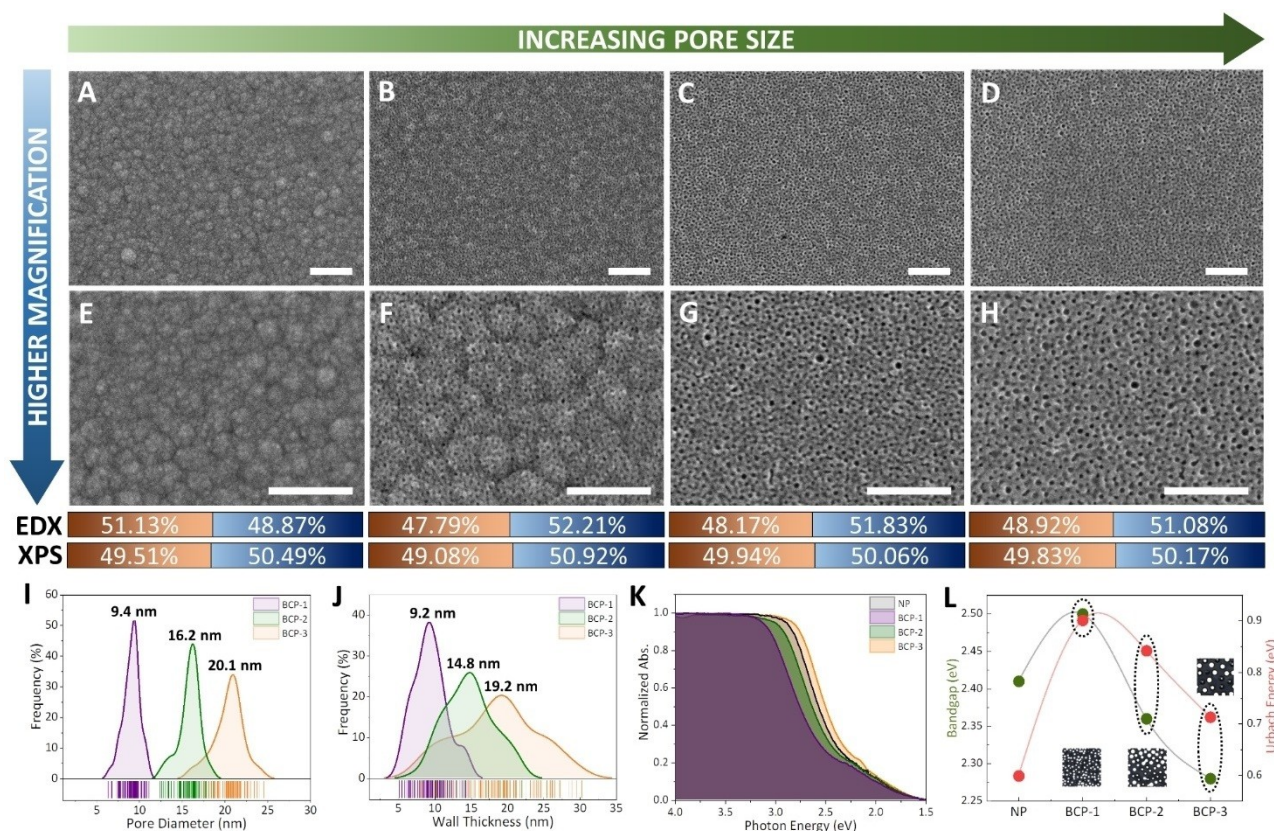 INCREASING PORE SIZE
HIGHER MAGNIFICATION
A
B
C
D
E
F
G
H
EDX
51.13% 48.87%
47.79% 52.21%
48.17% 51.83%
48.92% 51.08%
XPS
49.51% 50.49%
49.08% 50.92%
49.94% 50.06%
49.83% 50.17%
I
60
50
40
30
20
10
0
Frequency (%)
9.4 nm
16.2 nm
20.1 nm
BCP-1
BCP-2
BCP-3
5 10 15 20 30
Pore Diameter (nm)
J
40
30
20
10
0
Frequency (%)
9.2 nm
14.8 nm
19.2 nm
BCP-1
BCP-2
BCP-3
5 10 15 20 25 30 35
Wall Thickness (nm)
K
1.0
0.8
0.6
0.4
0.2
0.0
Normalized Abs.
NP
BCP-1
BCP-2
BCP-3
4.0 3.5 3.0 2.5 2.0 1.5
Photon Energy (eV)
L
2.50
2.45
2.40
2.35
2.30
2.25
Bandgap (eV)
0.9
0.8
0.7
0.6
Urbach Energy (eV)
NP BCP-1 BCP-2 BCP-3